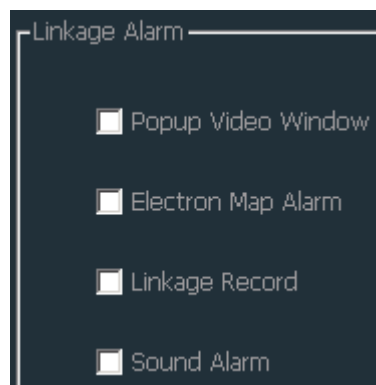 Linkage Alarm
Popup Video Window
Electron Map Alarm
Linkage Record
Sound Alarm